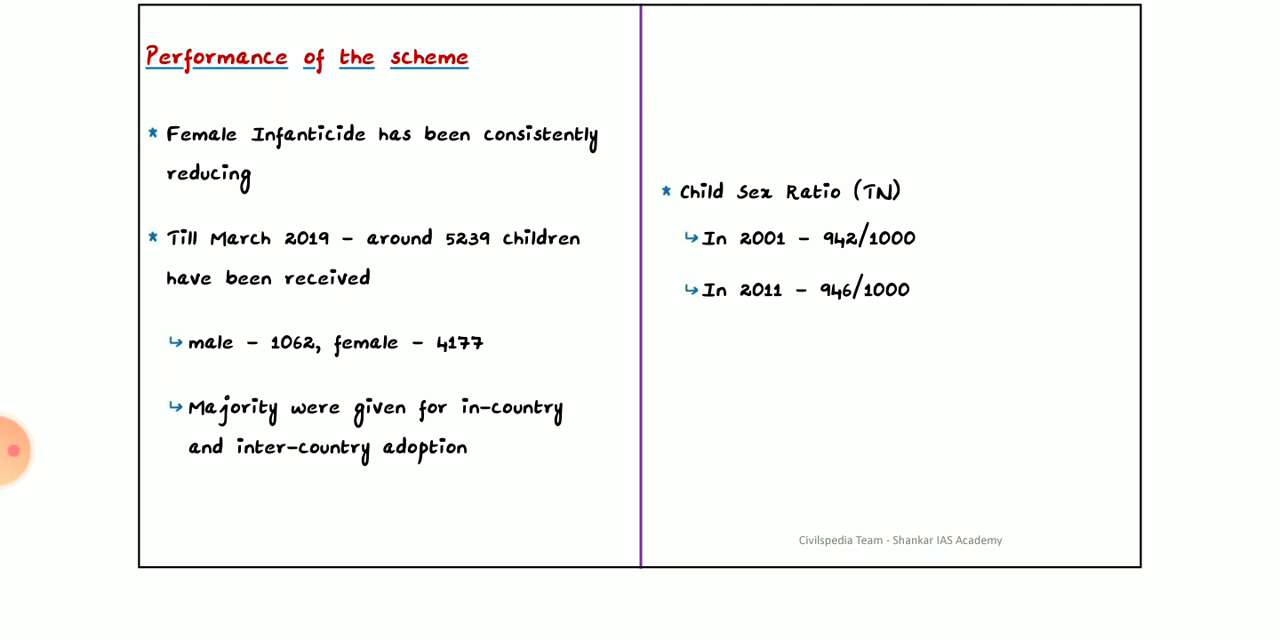 Performance of the scheme
* Female Infanticide has been consistently
reducing
* Till March 2019 - around 5239 children
have been received
↳ male - 1062, female - 4177
↳ Majority were given for in-country
and inter-country adoption
* Child Sex Ratio (TN)
↳ In 2001 - 942/1000
↳ In 2011 - 946/1000
Civilspedia Team - Shankar IAS Academy